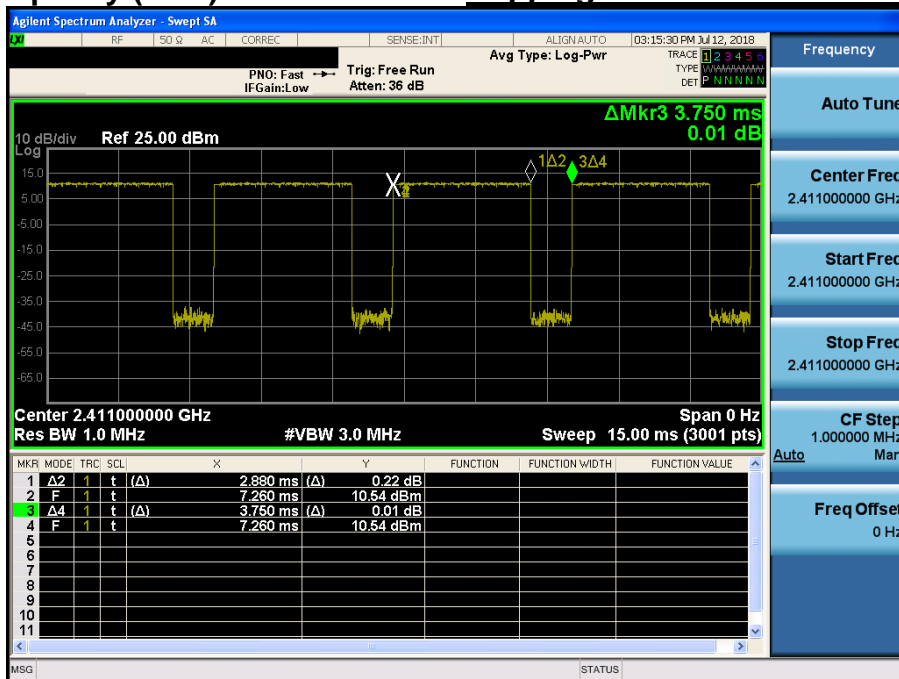 Agilent Spectrum Analyzer - Swept SA
LXI RF 50 Ω AC CORREC SENSE:INT ALIGN AUTO 03:15:30 PM Jul 12, 2018
Frequency
Avg Type: Log-Pwr TRACE 1 2 3 4 5 6
PNO: Fast Trig: Free Run TYPE WWWWWW
IFGain:Low Atten: 36 dB DET P N N N N N
Auto Tune
ΔMkr3 3.750 ms
10 dB/div Ref 25.00 dBm 0.01 dB
Log
1Δ2 3Δ4
15.0
5.00
-5.00
-15.0
-25.0
-35.0
-45.0
-55.0
-65.0
X
Center Freq
2.411000000 GHz
Start Freq
2.411000000 GHz
Stop Freq
2.411000000 GHz
Center 2.411000000 GHz Span 0 Hz
Res BW 1.0 MHz #VBW 3.0 MHz Sweep 15.00 ms (3001 pts)
CF Step
1.000000 MHz
Auto Man
MKR MODE TRC SCL X Y FUNCTION FUNCTION WIDTH FUNCTION VALUE
1 Δ2 1 t (Δ) 2.880 ms (Δ) 0.22 dB
2 F 1 t 7.260 ms 10.54 dBm
3 Δ4 1 t (Δ) 3.750 ms (Δ) 0.01 dB
4 F 1 t 7.260 ms 10.54 dBm
5
6
7
8
9
10
11
Freq Offset
0 Hz
MSG STATUS